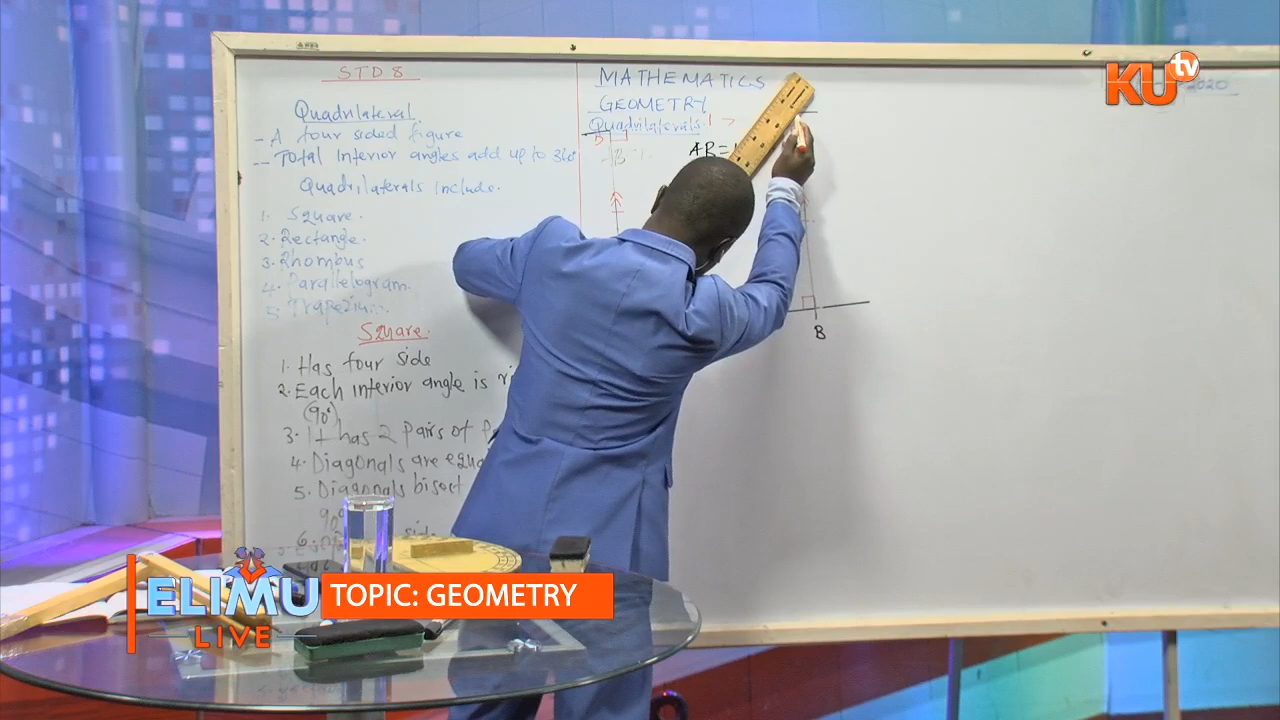 STD 8
Quadrilateral
- A four sided figure
- Total Interior angles add up to 360°
Quadrilaterals include.
1. Square.
2. Rectangle.
3. Rhombus
4. Parallelogram.
5. Trapezium.
Square.
1. Has four side
2. Each interior angle is
(90°)
3. It has 2 pairs of
4. Diagonals are
5. Diagonals bisect
MATHEMATICS
GEOMETRY
Quadrilaterals
D
AB =
B
2020
KU tv
ELIMU
LIVE
TOPIC: GEOMETRY